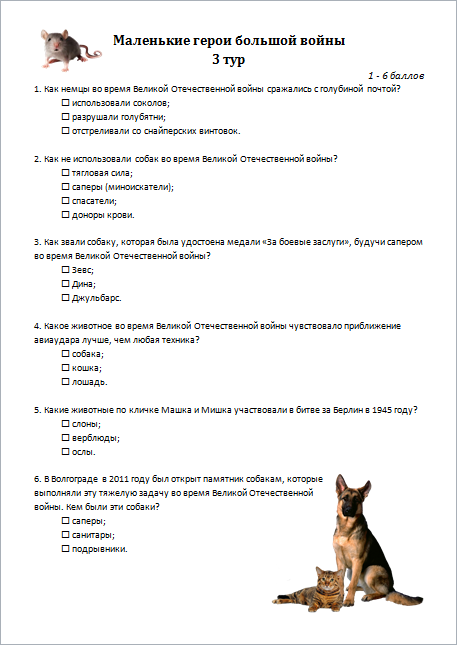 Маленькие герои большой войны
3 тур
1 - 6 баллов
1. Как немцы во время Великой Отечественной войны сражались с голубиной почтой?
☐ использовали соколов;
☐ разрушали голубятни;
☐ отстреливали со снайперских винтовок.
2. Как не использовали собак во время Великой Отечественной войны?
☐ тягловая сила;
☐ саперы (миноискатели);
☐ спасатели;
☐ доноры крови.
3. Как звали собаку, которая была удостоена медали «За боевые заслуги», будучи сапером
во время Великой Отечественной войны?
☐ Зевс;
☐ Дина;
☐ Джульбарс.
4. Какое животное во время Великой Отечественной войны чувствовало приближение
авиаудара лучше, чем любая техника?
☐ собака;
☐ кошка;
☐ лошадь.
5. Какие животные по кличке Машка и Мишка участвовали в битве за Берлин в 1945 году?
☐ слоны;
☐ верблюды;
☐ ослы.
6. В Волгограде в 2011 году был открыт памятник собакам, которые
выполняли эту тяжелую задачу во время Великой Отечественной
войны. Кем были эти собаки?
☐ саперы;
☐ санитары;
☐ подрывники.